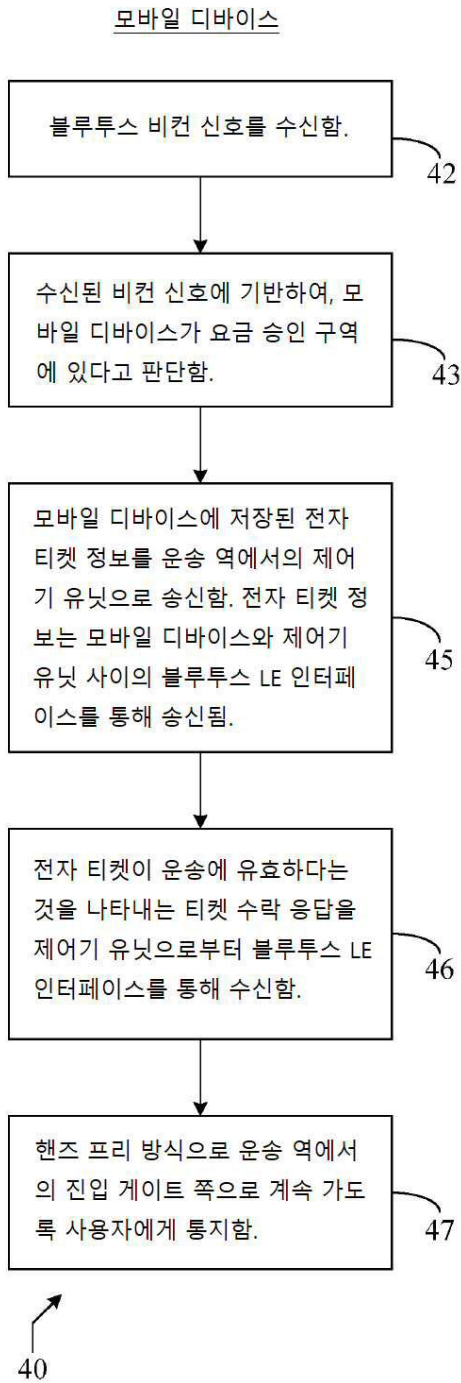 모바일 디바이스
블루투스 비컨 신호를 수신함.
42
수신된 비컨 신호에 기반하여, 모
바일 디바이스가 요금 승인 구역
에 있다고 판단함.
43
모바일 디바이스에 저장된 전자
티켓 정보를 운송 역에서의 제어
기 유닛으로 송신함. 전자 티켓 정
보는 모바일 디바이스와 제어기
유닛 사이의 블루투스 LE 인터페
이스를 통해 송신됨.
45
전자 티켓이 운송에 유효하다는
것을 나타내는 티켓 수락 응답을
제어기 유닛으로부터 블루투스 LE
인터페이스를 통해 수신함.
46
핸즈 프리 방식으로 운송 역에서
의 진입 게이트 쪽으로 계속 가도
록 사용자에게 통지함.
47
40